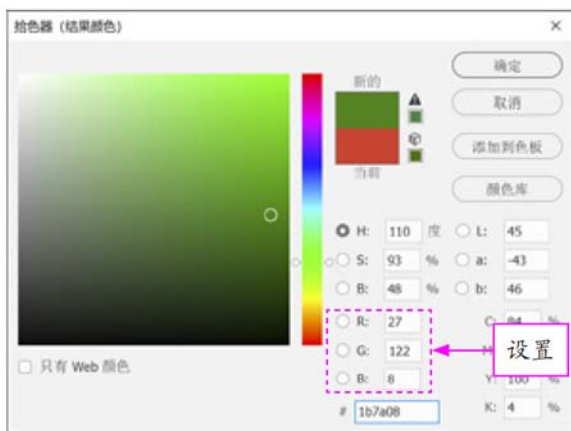 拾色器 (结果颜色)
确定
新的
取消
添加到色板
当前
颜色库
H: 110 度 L: 45
S: 93 % a: -43
B: 48 % b: 46
R: 27 C: 84 %
G: 122 设置
B: 8 Y: 100 %
只有 Web 颜色
# 1b7a08 K: 4 %